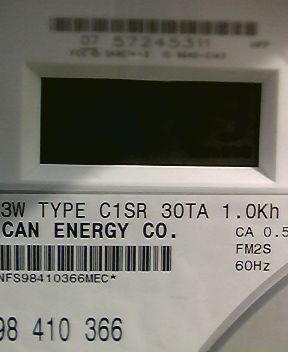 07 57245311
3W TYPE C1SR 30TA 1.0Kh
CAN ENERGY CO.
CA 0.5
FM2S
60Hz
NFS98410366MEC*
98 410 366